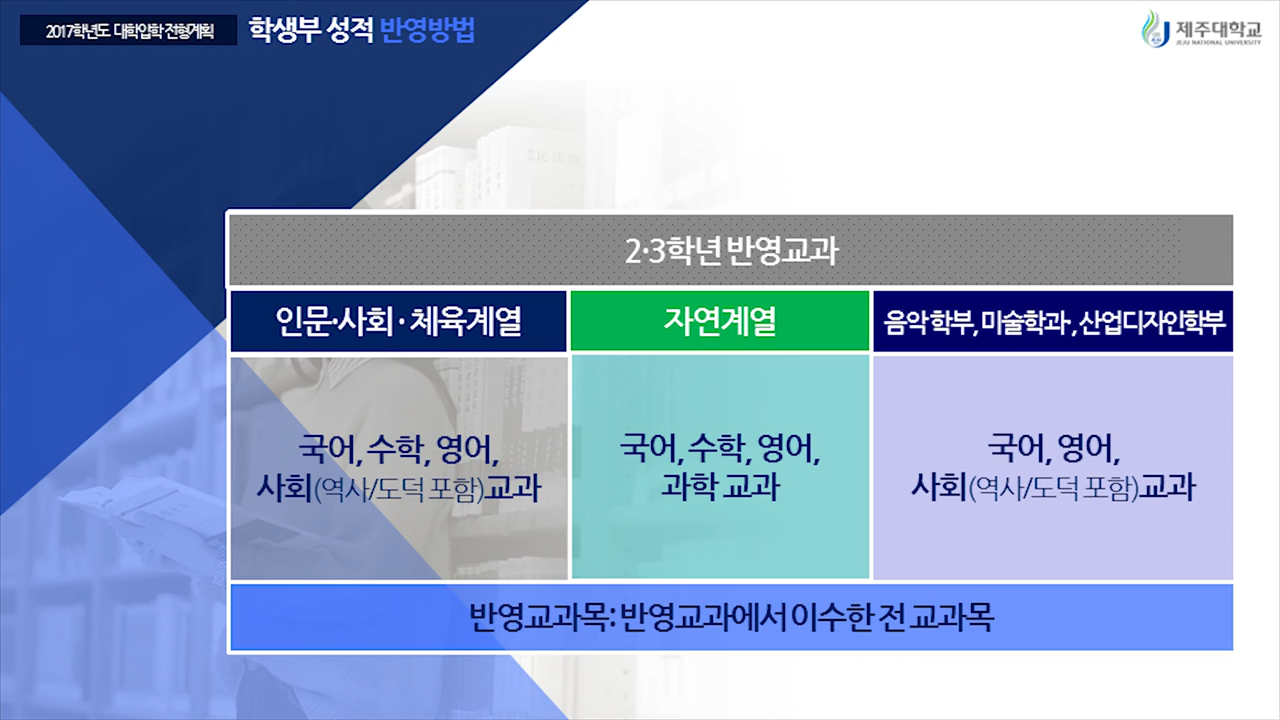 2017학년도 대학입학 전형계획 학생부 성적 반영방법
제주대학교
JEJU NATIONAL UNIVERSITY
2·3학년 반영교과
인문·사회·체육계열
자연계열
음악 학부, 미술학과, 산업디자인학부
국어, 수학, 영어,
사회(역사/도덕 포함)교과
국어, 수학, 영어,
과학 교과
국어, 영어,
사회(역사/도덕 포함)교과
반영교과목: 반영교과에서 이수한 전 교과목